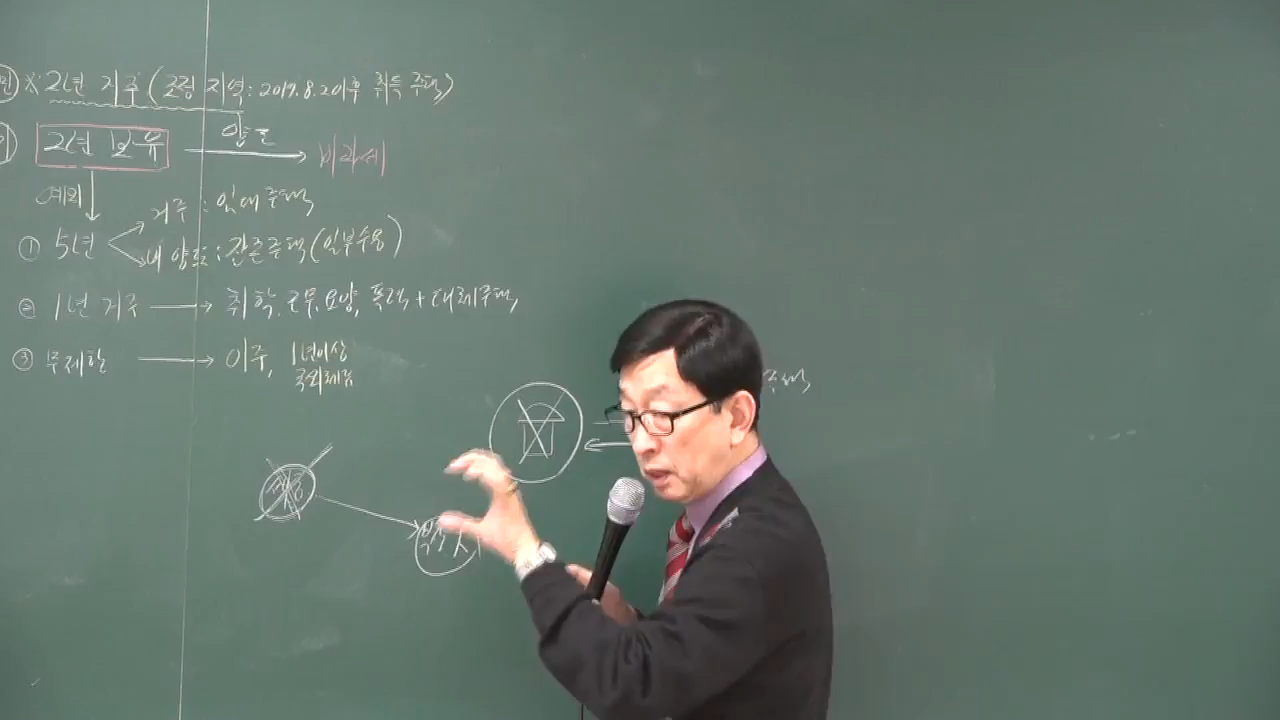 ※ 2년 거주 (조정 지역 : 2017. 8. 2 이후 취득 주택)
2년 보유 양도 비과세
예외
거주 : 임대주택
① 5년
내 양도 : 잔존주택 (일부수용)
② 1년 거주 → 취학, 근무, 요양, 폭력 + 대체주택
③ 무제한 → 이주, 1년이상
국외체류
주택